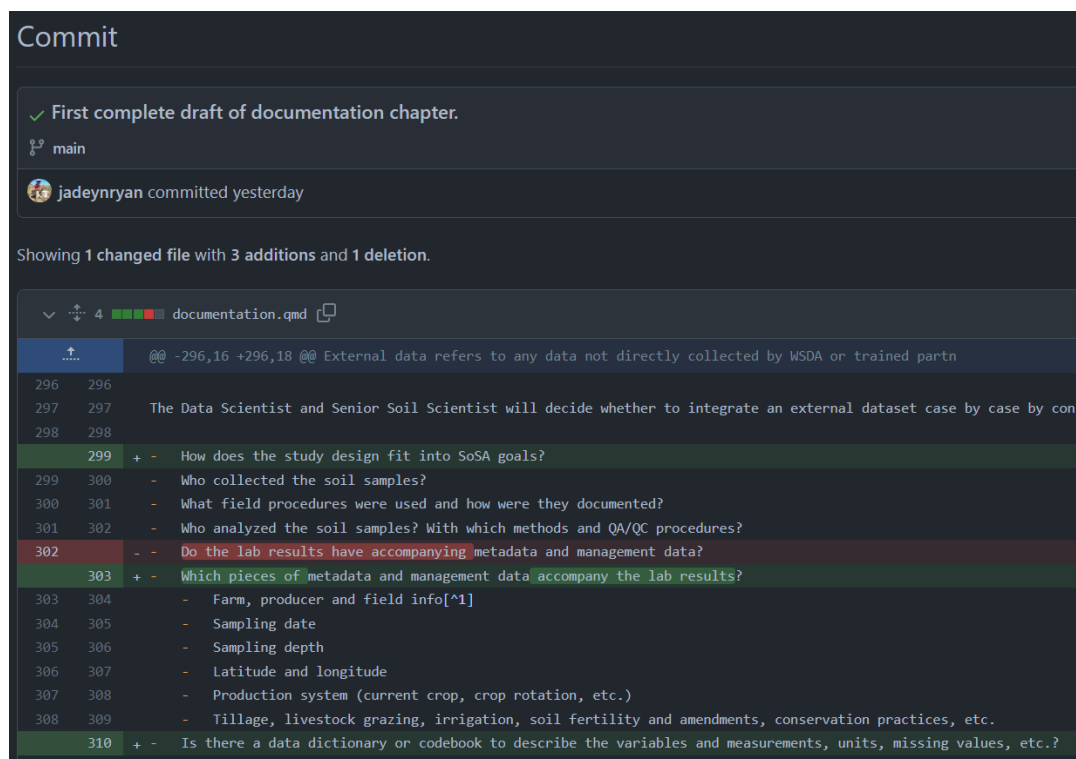 Commit
First complete draft of documentation chapter.
main
jadeynryan committed yesterday
Showing 1 changed file with 3 additions and 1 deletion.
4 documentation.qmd
@@ -296,16 +296,18 @@ External data refers to any data not directly collected by WSDA or trained partn
296 296
297 297 The Data Scientist and Senior Soil Scientist will decide whether to integrate an external dataset case by case by con
298 298
299 + - How does the study design fit into SoSA goals?
299 300 - Who collected the soil samples?
300 301 - What field procedures were used and how were they documented?
301 302 - Who analyzed the soil samples? With which methods and QA/QC procedures?
302 - - Do the lab results have accompanying metadata and management data?
303 + - Which pieces of metadata and management data accompany the lab results?
303 304 - Farm, producer and field info[^1]
304 305 - Sampling date
305 306 - Sampling depth
306 307 - Latitude and longitude
307 308 - Production system (current crop, crop rotation, etc.)
308 309 - Tillage, livestock grazing, irrigation, soil fertility and amendments, conservation practices, etc.
310 + - Is there a data dictionary or codebook to describe the variables and measurements, units, missing values, etc.?